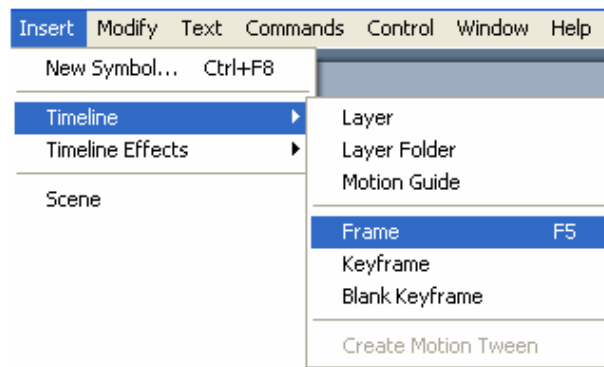 Insert Modify Text Commands Control Window Help
New Symbol... Ctrl+F8
Timeline
Timeline Effects
Scene
Layer
Layer Folder
Motion Guide
Frame F5
Keyframe
Blank Keyframe
Create Motion Tween